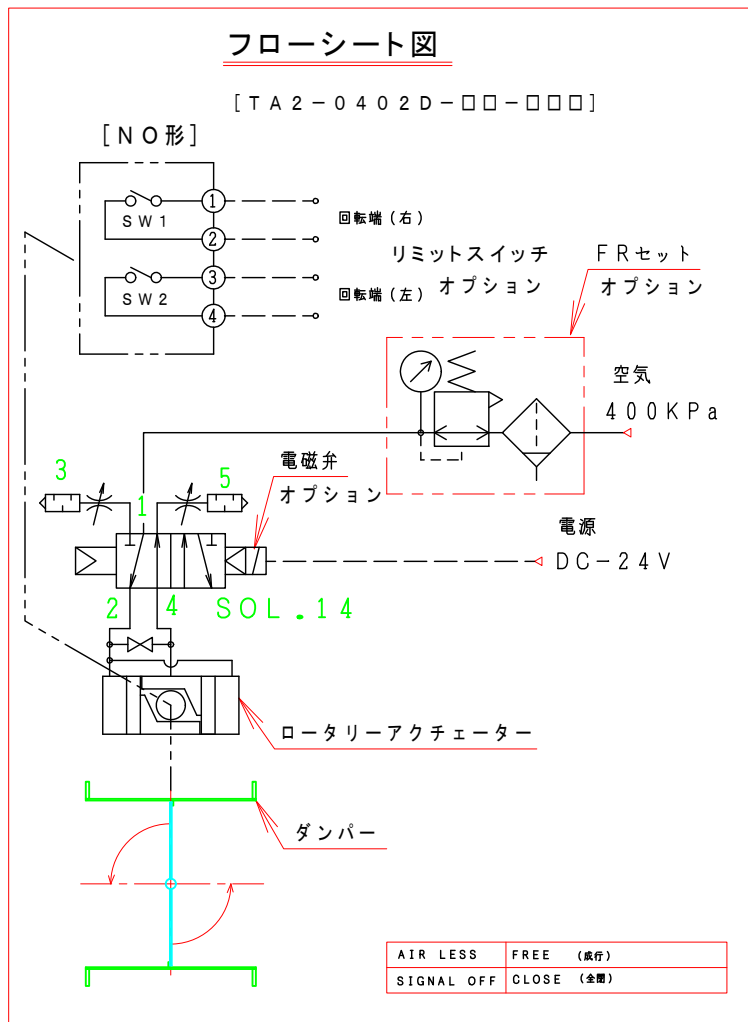 フローシート図
[TA2-0402D-□□-□□□]
[NO形]
1
SW1
2
回転端(右)
3
SW2
4
回転端(左)
リミットスイッチ
オプション
FRセット
オプション
空気
400KPa
電磁弁
オプション
3
1
5
電源
DC-24V
2
4
SOL.14
ロータリーアクチェーター
ダンパー
AIR LESS FREE (成行)
SIGNAL OFF CLOSE (全閉)